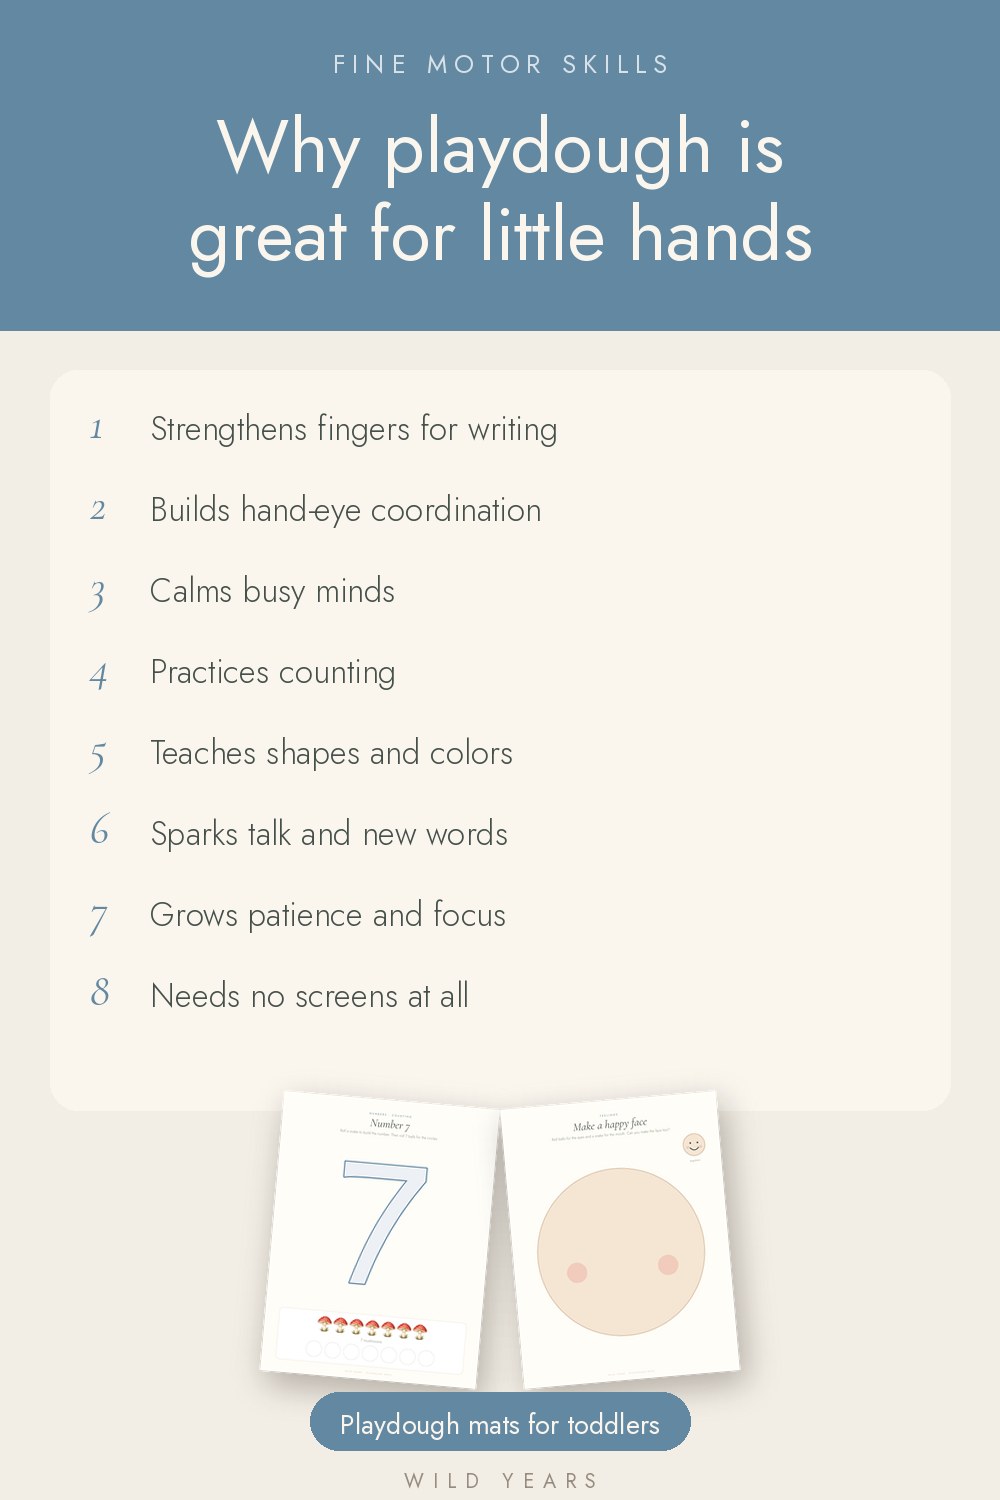 FINE MOTOR SKILLS
Why playdough is
great for little hands
1 Strengthens fingers for writing
2 Builds hand-eye coordination
3 Calms busy minds
4 Practices counting
5 Teaches shapes and colors
6 Sparks talk and new words
7 Grows patience and focus
8 Needs no screens at all
Number 7
7
Make a happy face
Playdough mats for toddlers
WILD YEARS